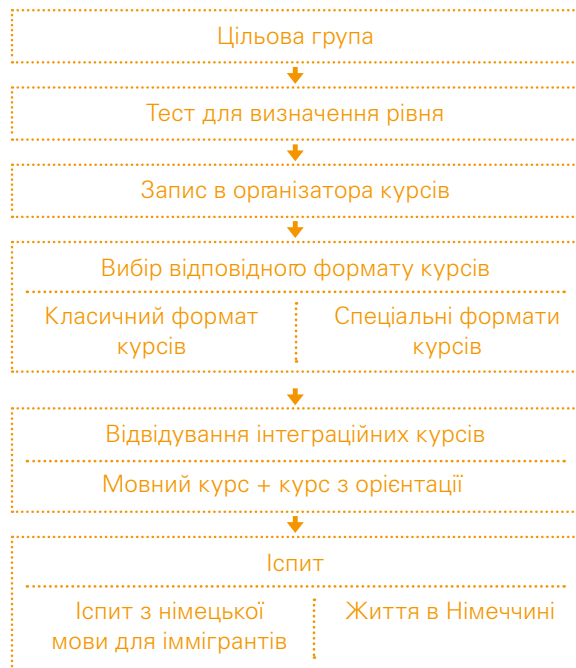 Цільова група
Тест для визначення рівня
Запис в організатора курсів
Вибір відповідного формату курсів
Класичний формат
курсів
Спеціальні формати
курсів
Відвідування інтеграційних курсів
Мовний курс + курс з орієнтації
Іспит
Іспит з німецької
мови для іммігрантів
Життя в Німеччині